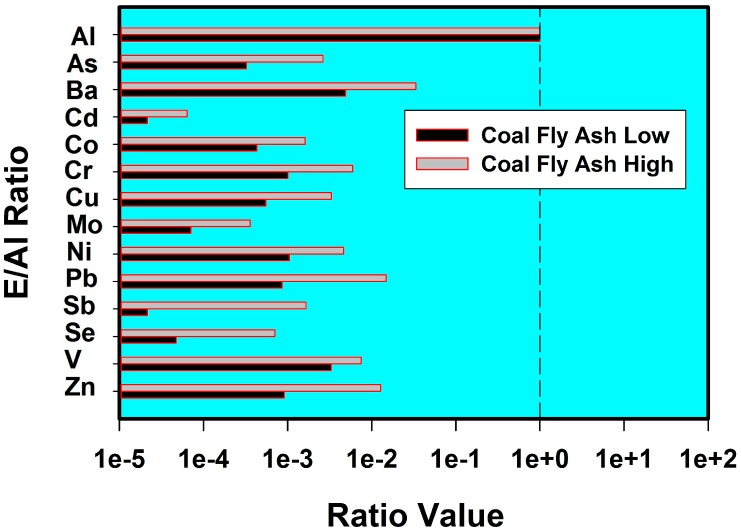 Al
As
Ba
Cd
Co
Cr
Cu
Mo
Ni
Pb
Sb
Se
V
Zn
E/Al Ratio
Coal Fly Ash Low
Coal Fly Ash High
1e-5 1e-4 1e-3 1e-2 1e-1 1e+0 1e+1 1e+2
Ratio Value